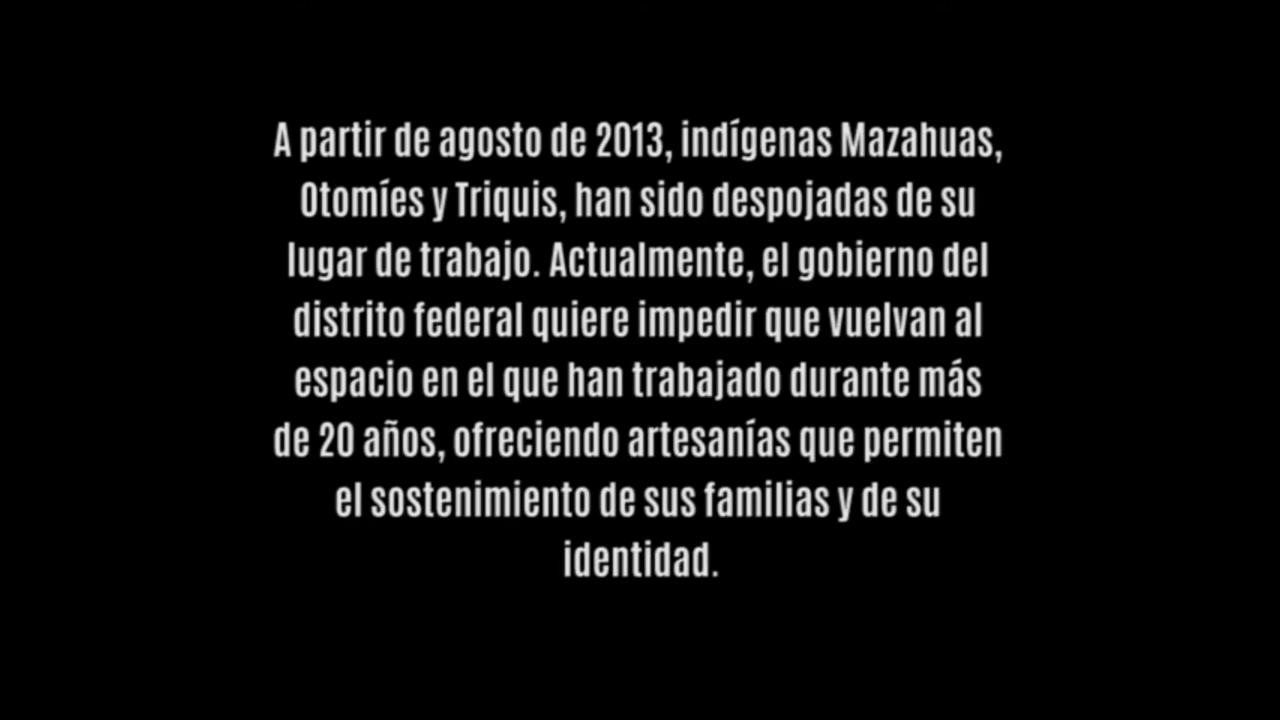 A partir de agosto de 2013, indígenas Mazahuas,
Otomíes y Triquis, han sido despojadas de su
lugar de trabajo. Actualmente, el gobierno del
distrito federal quiere impedir que vuelvan al
espacio en el que han trabajado durante más
de 20 años, ofreciendo artesanías que permiten
el sostenimiento de sus familias y de su
identidad.